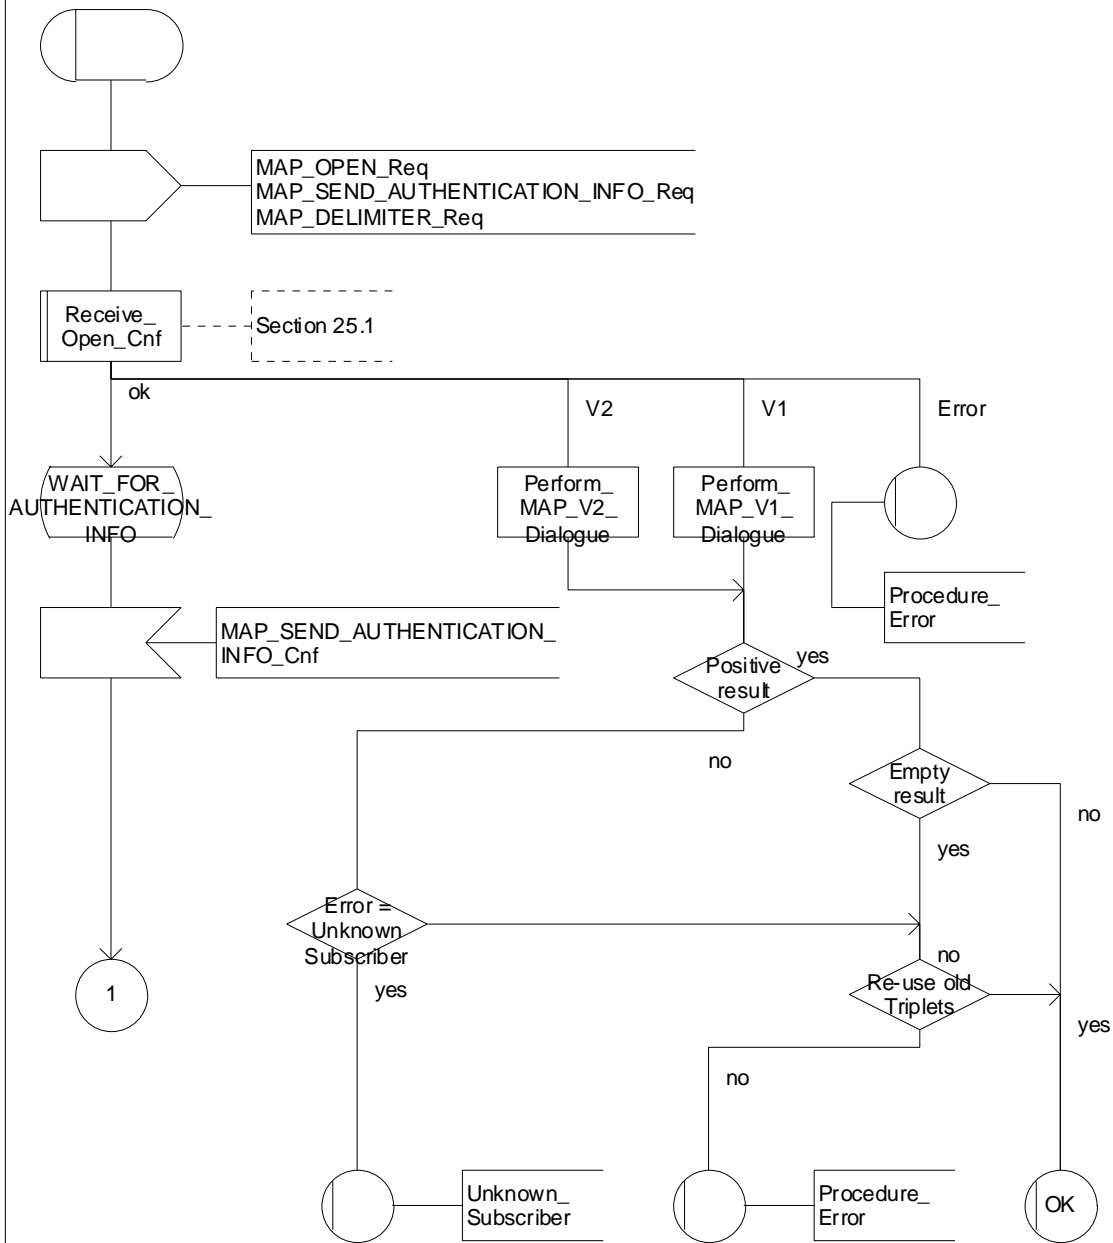 MAP_OPEN_Req
MAP_SEND_AUTHENTICATION_INFO_Req
MAP_DELIMITER_Req
Receive_
Open_Cnf
Section 25.1
ok
V2
V1
Error
WAIT_FOR_
AUTHENTICATION_
INFO
Perform_
MAP_V2_
Dialogue
Perform_
MAP_V1_
Dialogue
Procedure_
Error
MAP_SEND_AUTHENTICATION_
INFO_Cnf
Positive
result
yes
no
Empty
result
no
yes
Error =
Unknown
Subscriber
no
yes
1
Re-use old
Triplets
yes
no
Unknown_
Subscriber
Procedure_
Error
OK